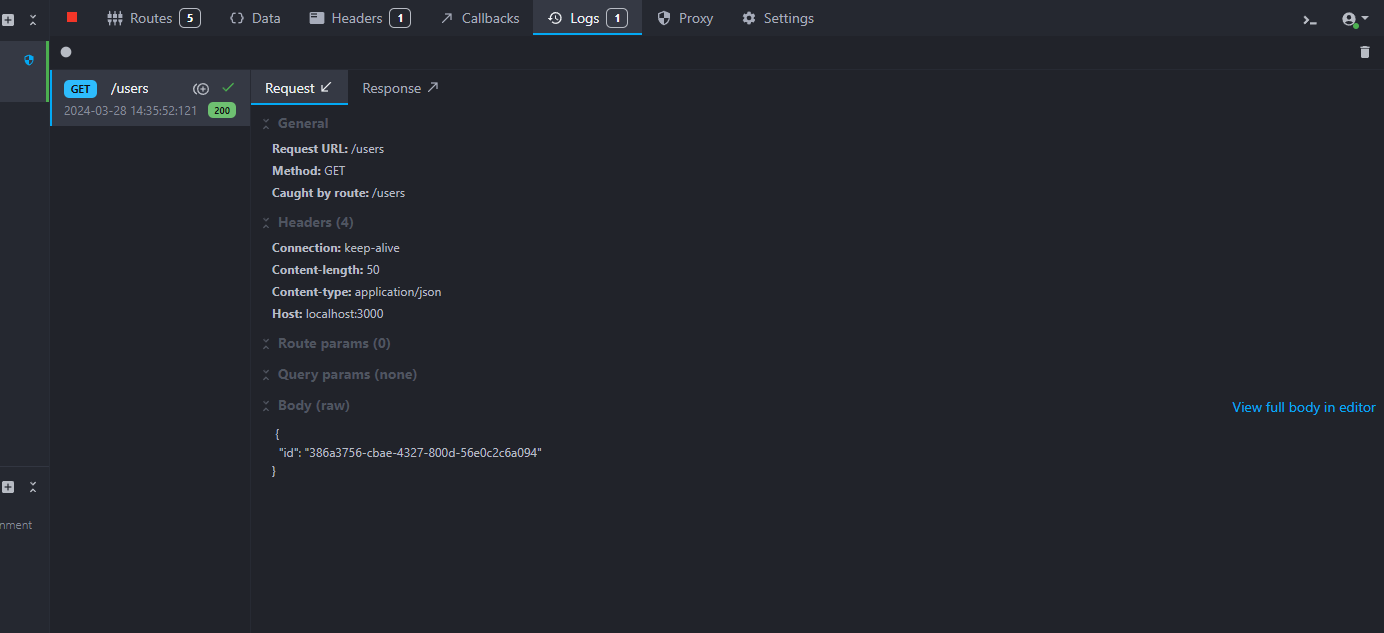 Routes 5 Data Headers 1 Callbacks Logs 1 Proxy Settings
GET /users
2024-03-28 14:35:52:121 200
Request Response
General
Request URL: /users
Method: GET
Caught by route: /users
Headers (4)
Connection: keep-alive
Content-length: 50
Content-type: application/json
Host: localhost:3000
Route params (0)
Query params (none)
Body (raw)
View full body in editor
{
"id": "386a3756-cbae-4327-800d-56e0c2c6a094"
}
nment